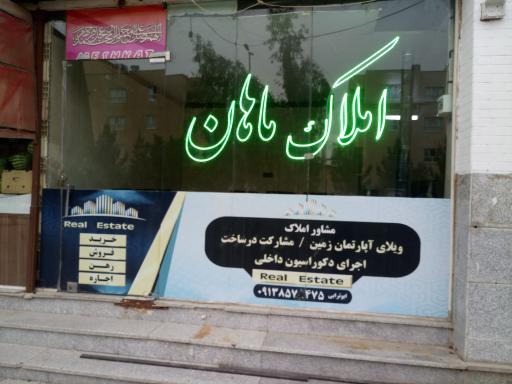 املاک ماهان
Real Estate
خرید
فروش
رهن
اجاره
مشاور املاک
ویلای آپارتمان زمین / مشارکت درساخت
اجرای دکوراسیون داخلی
Real Estate
ابوترابی